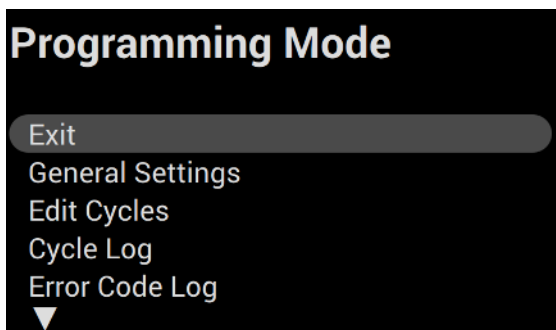 Programming Mode
Exit
General Settings
Edit Cycles
Cycle Log
Error Code Log